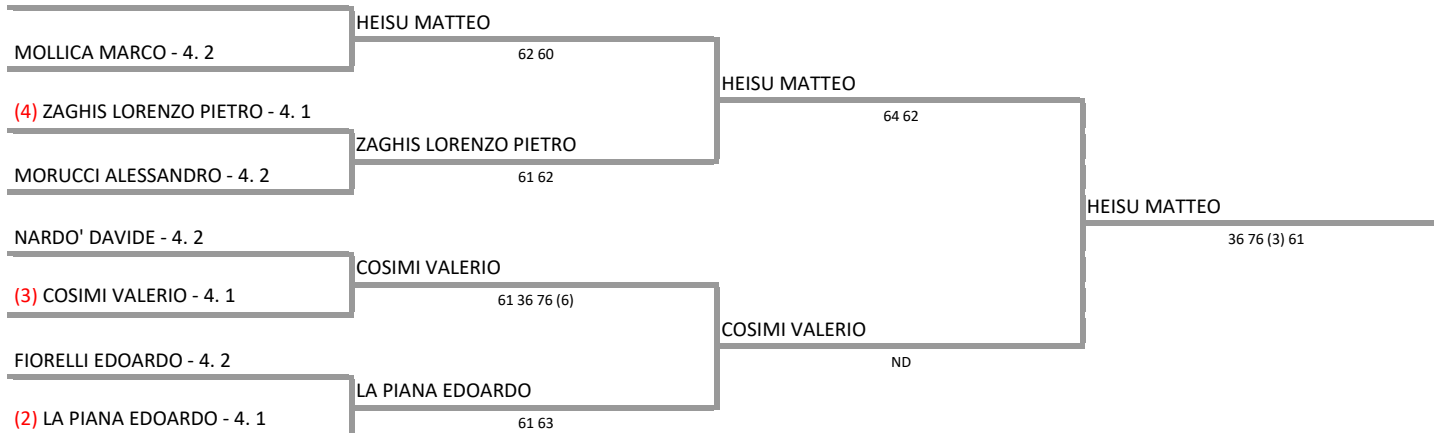 HEISU MATTEO
MOLLICA MARCO - 4. 2
62 60
HEISU MATTEO
(4) ZAGHIS LORENZO PIETRO - 4. 1
64 62
ZAGHIS LORENZO PIETRO
MORUCCI ALESSANDRO - 4. 2
61 62
HEISU MATTEO
NARDO' DAVIDE - 4. 2
36 76 (3) 61
COSIMI VALERIO
(3) COSIMI VALERIO - 4. 1
61 36 76 (6)
COSIMI VALERIO
FIORELLI EDOARDO - 4. 2
ND
LA PIANA EDOARDO
(2) LA PIANA EDOARDO - 4. 1
61 63